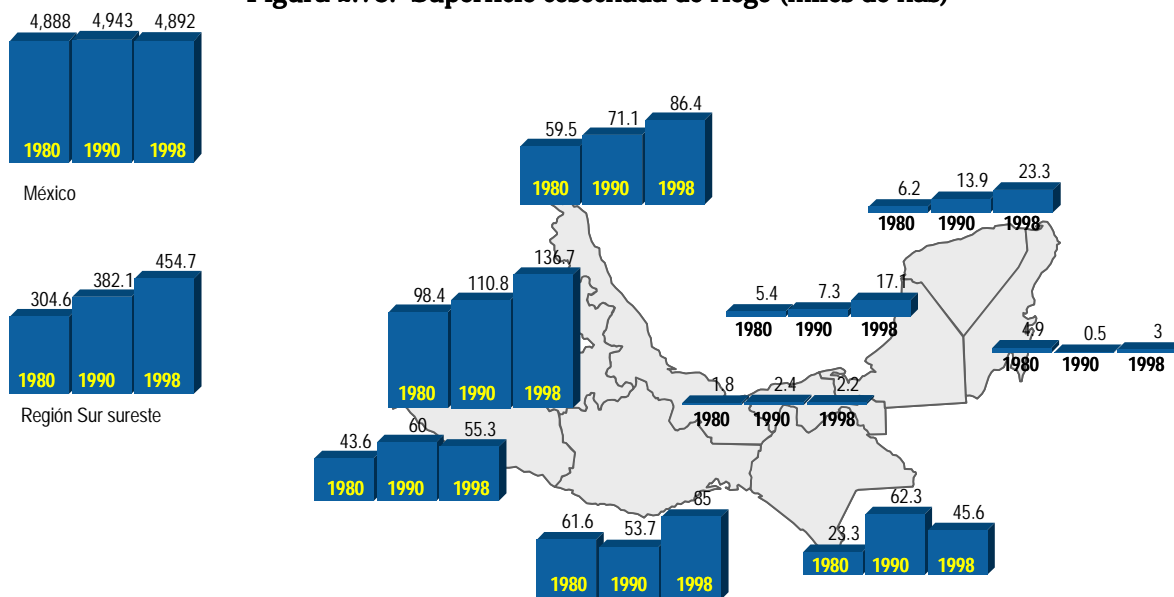 Figura Superficie cosechada de riego (miles de has)
4,888 4,943 4,892
1980 1990 1998
México
304.6 382.1 454.7
1980 1990 1998
Región Sur sureste
59.5 71.1 86.4
1980 1990 1998
6.2 13.9 23.3
1980 1990 1998
98.4 110.8 136.7
1980 1990 1998
5.4 7.3 17.1
1980 1990 1998
4.9 0.5 3
1980 1990 1998
1.8 2.4 2.2
1980 1990 1998
43.6 60 55.3
1980 1990 1998
61.6 53.7 85
1980 1990 1998
23.3 62.3 45.6
1980 1990 1998